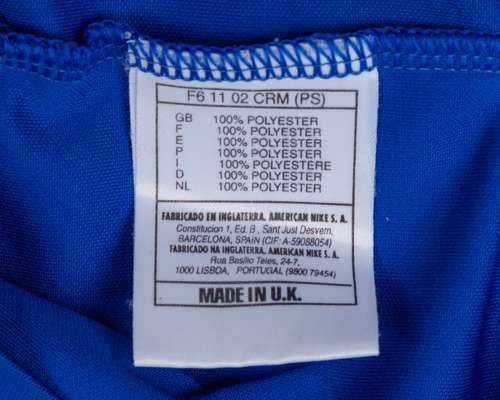 F6 11 02 CRM (PS)
GB 100% POLYESTER
F 100% POLYESTER
E 100% POLYESTER
P 100% POLYESTER
I 100% POLIESTERE
D 100% POLYESTER
NL 100% POLYESTER
FABRICADO EN INGLATERRA. AMERICAN NIKE S. A.
Constitucion 1, Ed. B , Sant Just Desvern.
BARCELONA, SPAIN (CIF: A-59088054)
FABRICADO NA INGLATERRA. AMERICAN NIKE S. A.
Rua Basilio Teles, 24-7,
1000 LISBOA, PORTUGAL (9800 79454)
MADE IN U.K.